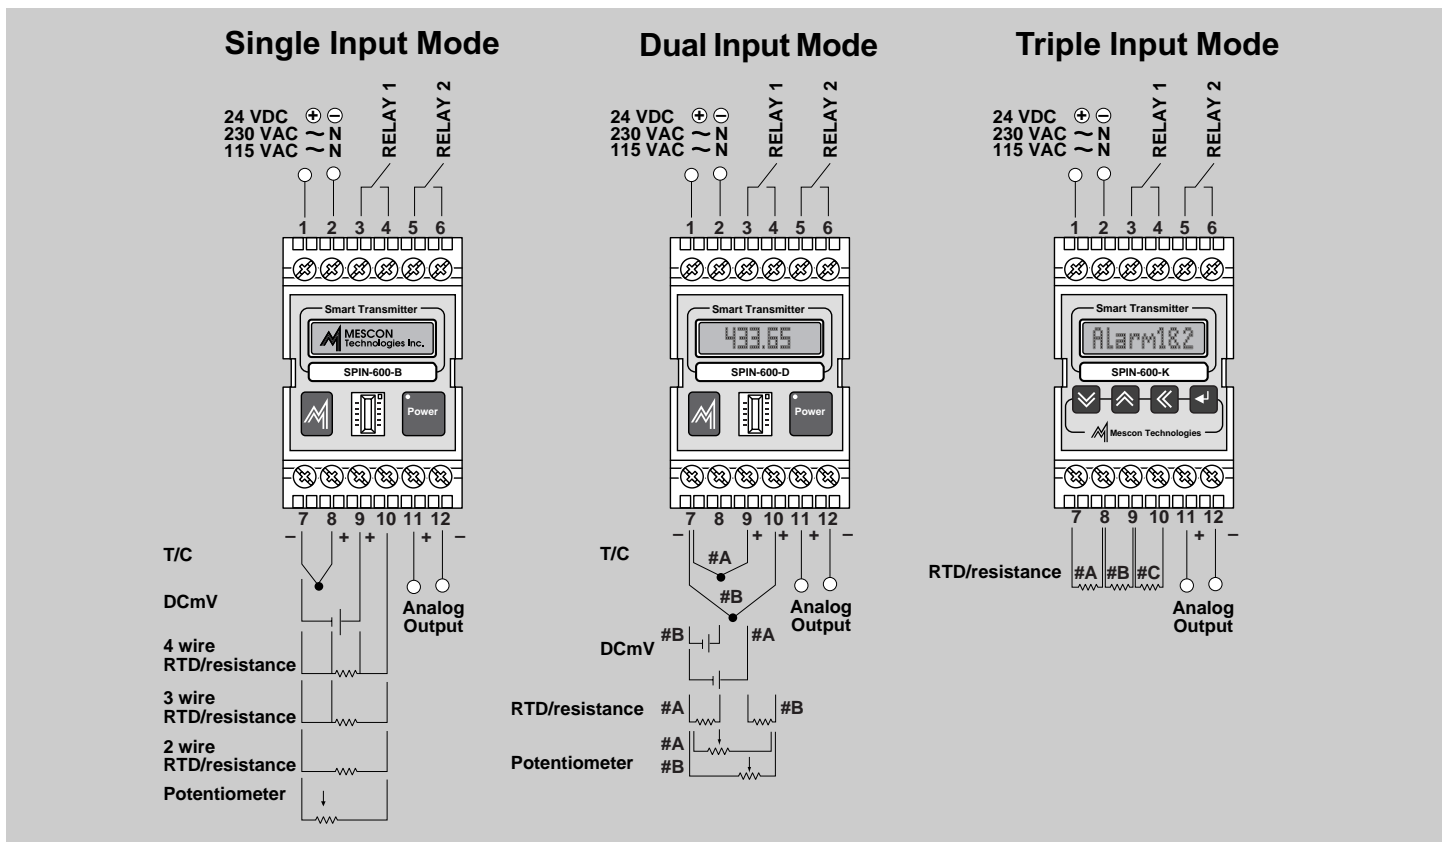 Single Input Mode
24 VDC + −
230 VAC ~ N
115 VAC ~ N
RELAY 1
RELAY 2
1 2 3 4 5 6
Smart Transmitter
MESCON
Technologies Inc.
SPIN-600-B
Power
7 8 9 10 11 12
− + + + −
T/C
DCmV
Analog
Output
4 wire
RTD/resistance
3 wire
RTD/resistance
2 wire
RTD/resistance
Potentiometer
Dual Input Mode
24 VDC + −
230 VAC ~ N
115 VAC ~ N
RELAY 1
RELAY 2
1 2 3 4 5 6
Smart Transmitter
433.65
SPIN-600-D
Power
7 8 9 10 11 12
− + + + −
T/C
#A
#B
Analog
Output
DCmV
#B
#A
RTD/resistance #A #B
Potentiometer
#A
#B
Triple Input Mode
24 VDC + −
230 VAC ~ N
115 VAC ~ N
RELAY 1
RELAY 2
1 2 3 4 5 6
Smart Transmitter
Alarm1&2
SPIN-600-K
Mescon Technologies
7 8 9 10 11 12
+ −
RTD/resistance #A #B #C
Analog
Output